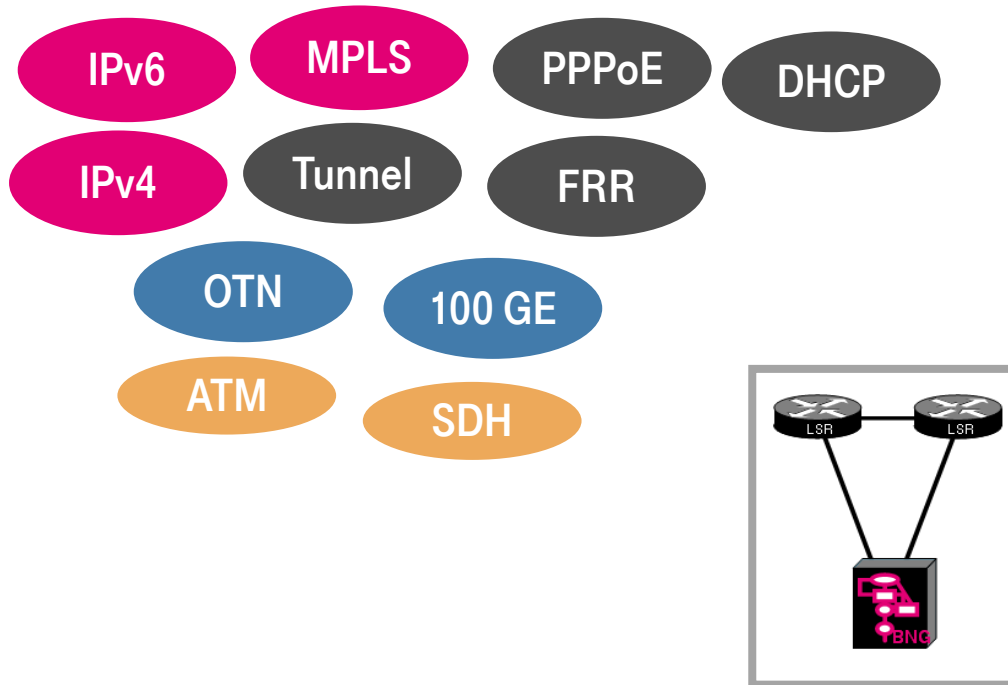 IPv6
MPLS
PPPoE
DHCP
IPv4
Tunnel
FRR
OTN
100 GE
ATM
SDH
LSR
LSR
BNG